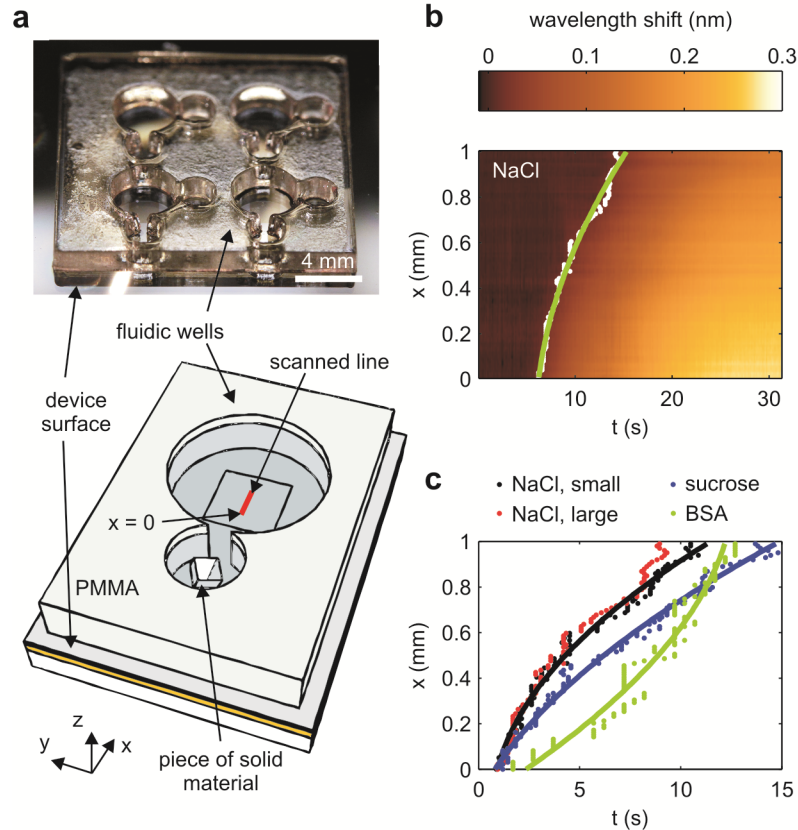 a
4 mm
fluidic wells
scanned line
device
surface
x = 0
PMMA
z
y
x
piece of solid
material
b
wavelength shift (nm)
0
0.1
0.2
0.3
NaCl
1
0.8
0.6
0.4
0.2
0
x (mm)
10
20
30
t (s)
c
NaCl, small
sucrose
NaCl, large
BSA
1
0.8
0.6
0.4
0.2
0
x (mm)
0
5
10
15
t (s)